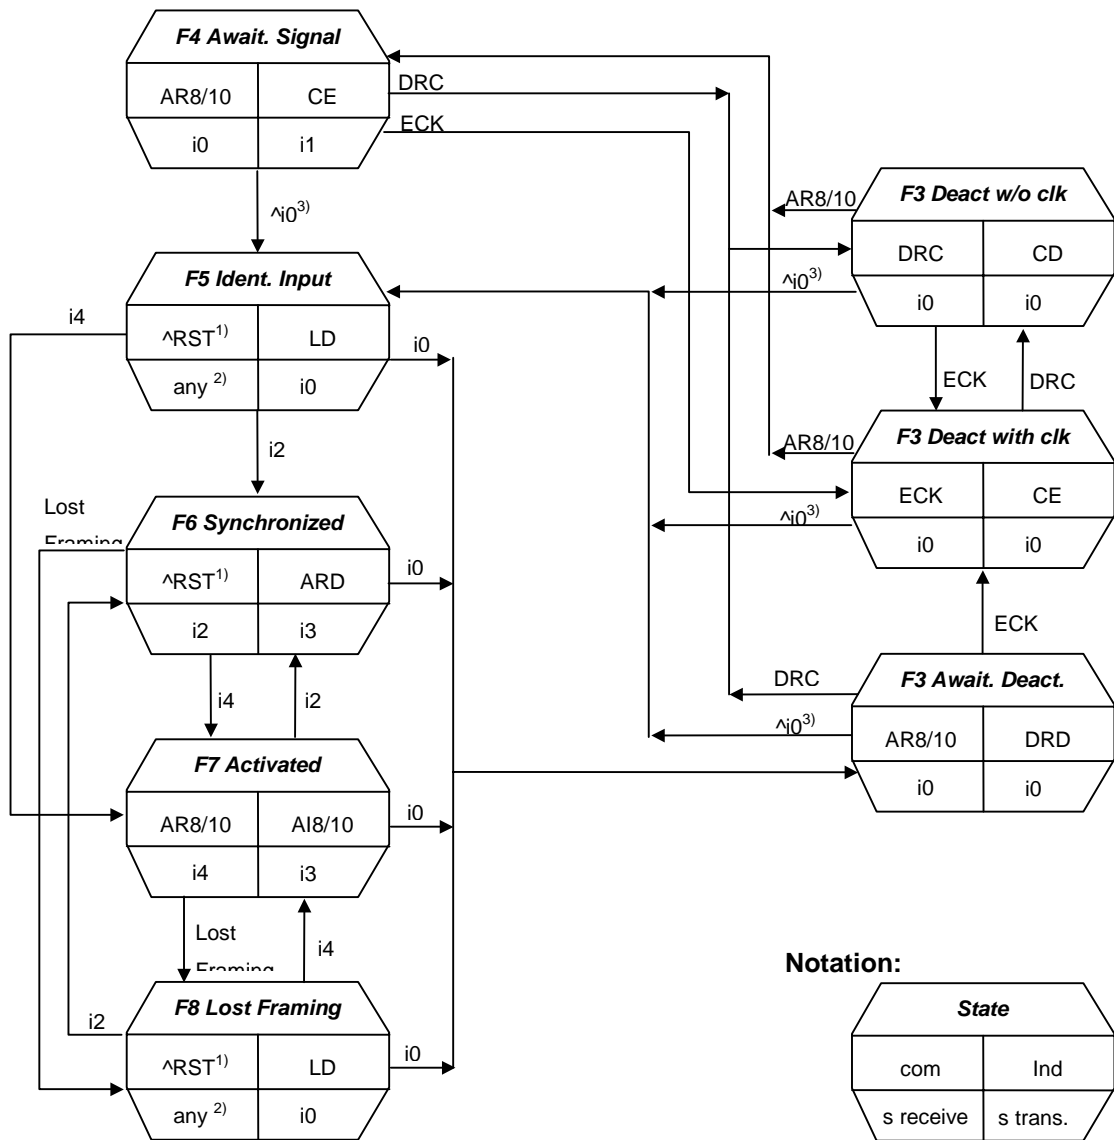 F4 Await. Signal
AR8/10 CE
i0 i1
DRC
ECK
^i03)
F5 Ident. Input
^RST1) LD
any 2) i0
i4
i0
i2
Lost
Framing
F6 Synchronized
^RST1) ARD
i2 i3
i0
i4
i2
F7 Activated
AR8/10 AI8/10
i4 i3
i0
Lost
Framing
i4
F8 Lost Framing
^RST1) LD
any 2) i0
i2
i0
AR8/10
F3 Deact w/o clk
DRC CD
i0 i0
^i03)
ECK
DRC
AR8/10
F3 Deact with clk
ECK CE
i0 i0
^i03)
ECK
DRC
F3 Await. Deact.
AR8/10 DRD
i0 i0
^i03)
Notation:
State
com Ind
s receive s trans.